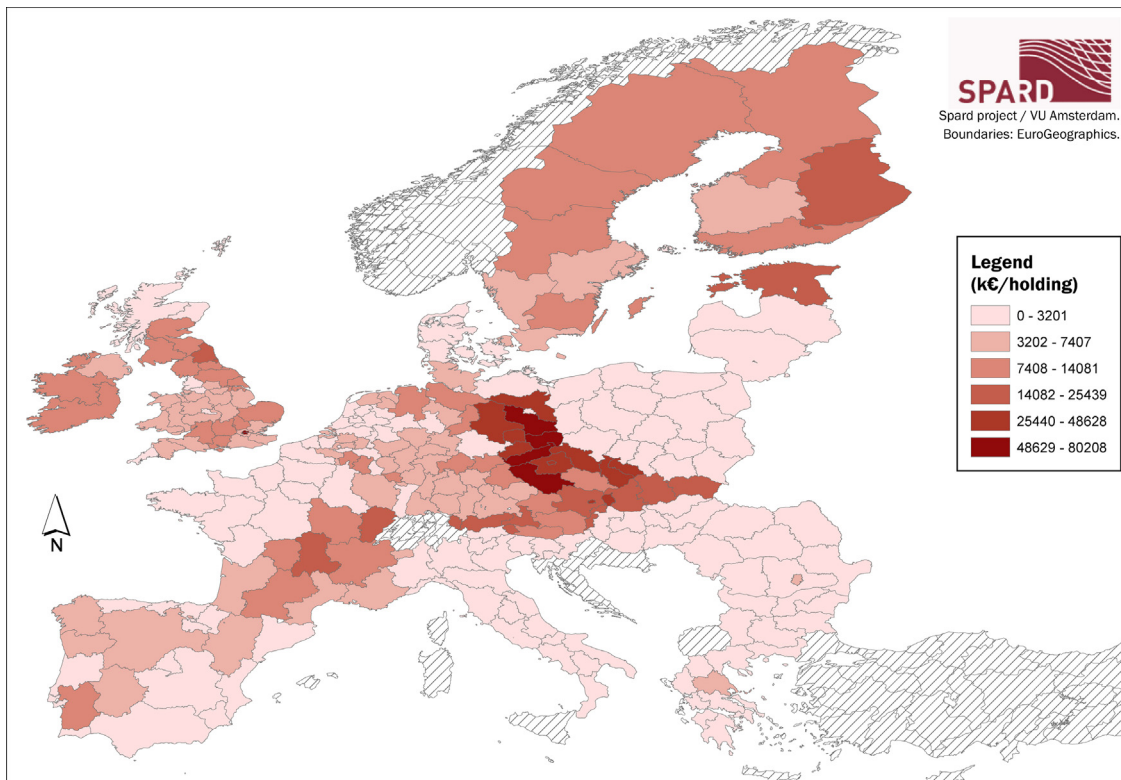 SPARD
Spard project / VU Amsterdam.
Boundaries: EuroGeographics.
Legend
(k€/holding)
0 - 3201
3202 - 7407
7408 - 14081
14082 - 25439
25440 - 48628
48629 - 80208
N